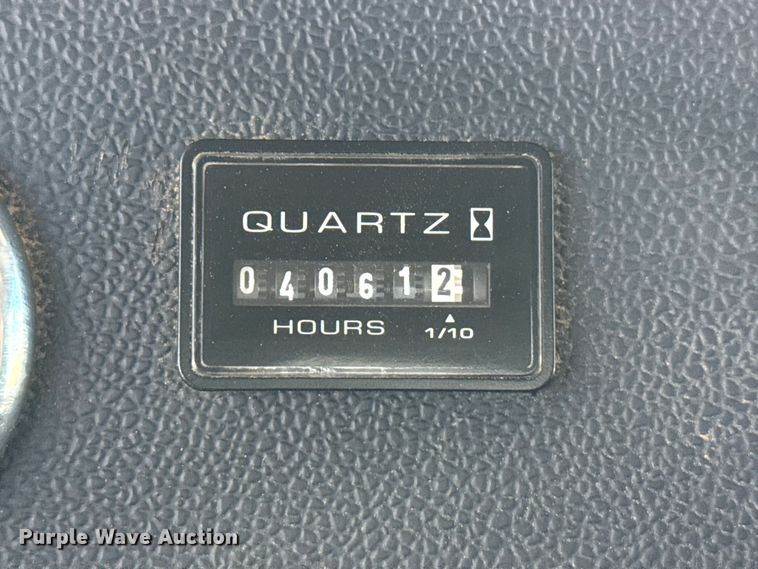 QUARTZ
040612
HOURS 1/10
Purple Wave Auction